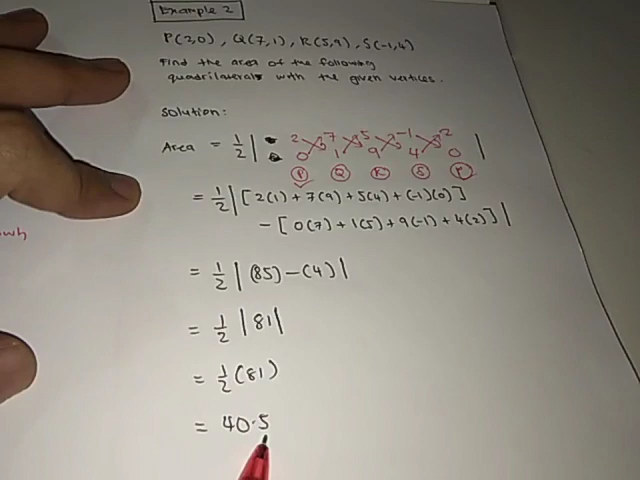 Example 2
P(2,0), Q(7,1), R(5,9), S(-1,4)
Find the area of the following
quadrilaterals with the given vertices.
Solution:
Area = 1/2 | 2 7 5 -1 2 |
0 1 9 4 0
P Q R S P
= 1/2 | [2(1) + 7(9) + 5(4) + (-1)(0)]
- [0(7) + 1(5) + 9(-1) + 4(2)] |
= 1/2 | (85) - (4) |
= 1/2 | 81 |
= 1/2 (81)
= 40.5